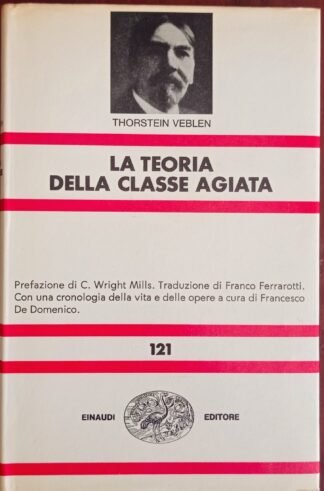 THORSTEIN VEBLEN
LA TEORIA
DELLA CLASSE AGIATA
Prefazione di C. Wright Mills. Traduzione di Franco Ferrarotti.
Con una cronologia della vita e delle opere a cura di Francesco
De Domenico.
121
EINAUDI EDITORE